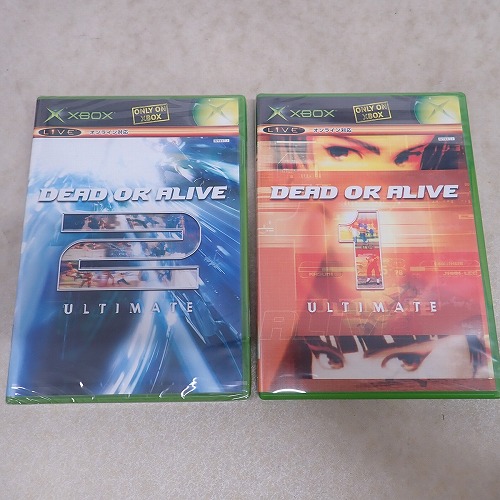 XBOX
ONLY ON
XBOX
LIVE
オンライン対応
DEAD OR ALIVE
2
ULTIMATE
XBOX
ONLY ON
XBOX
LIVE
オンライン対応
DEAD OR ALIVE
1
ULTIMATE